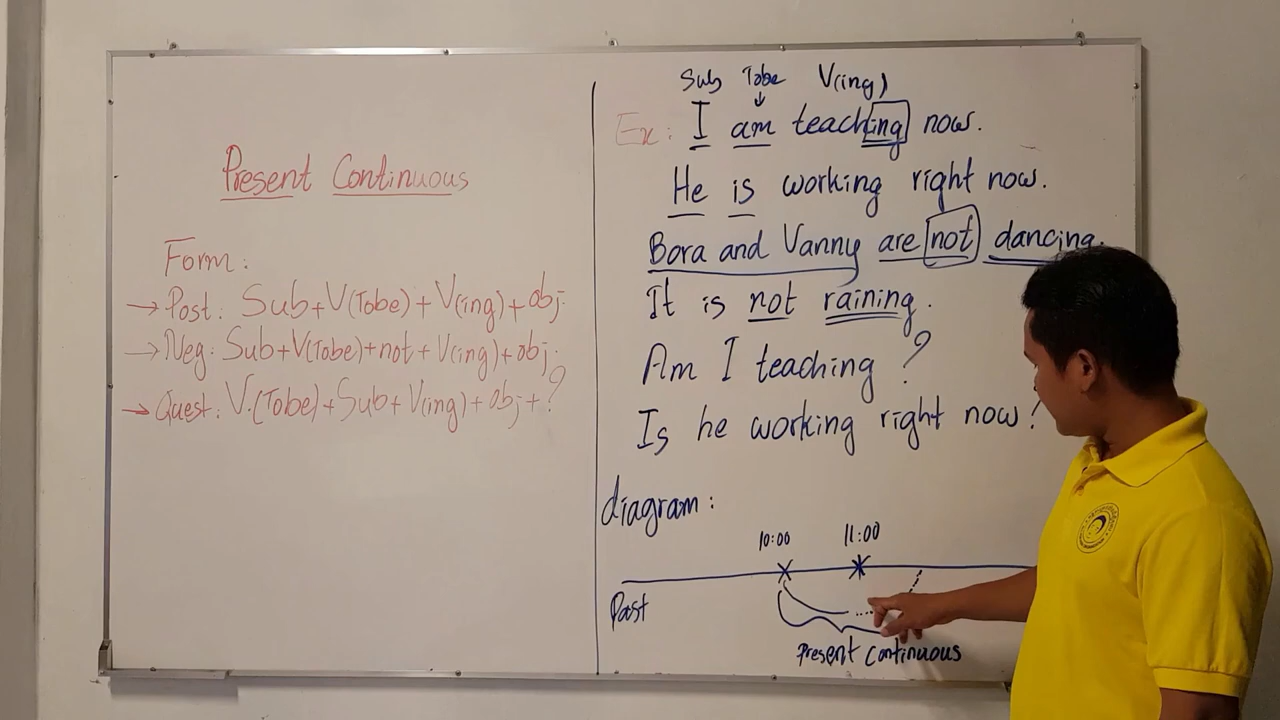 Present Continuous
Form:
→ Post: Sub+V(Tobe)+V(ing)+obj.
→ Neg: Sub+V(Tobe)+not+V(ing)+obj.
→ Quest: V.(Tobe)+Sub+V(ing)+obj+?
Sub Tobe V(ing)
Ex: I am teaching now.
He is working right now.
Bora and Vanny are not dancing.
It is not raining.
Am I teaching?
Is he working right now?
diagram:
10:00 11:00
Past
Present Continuous